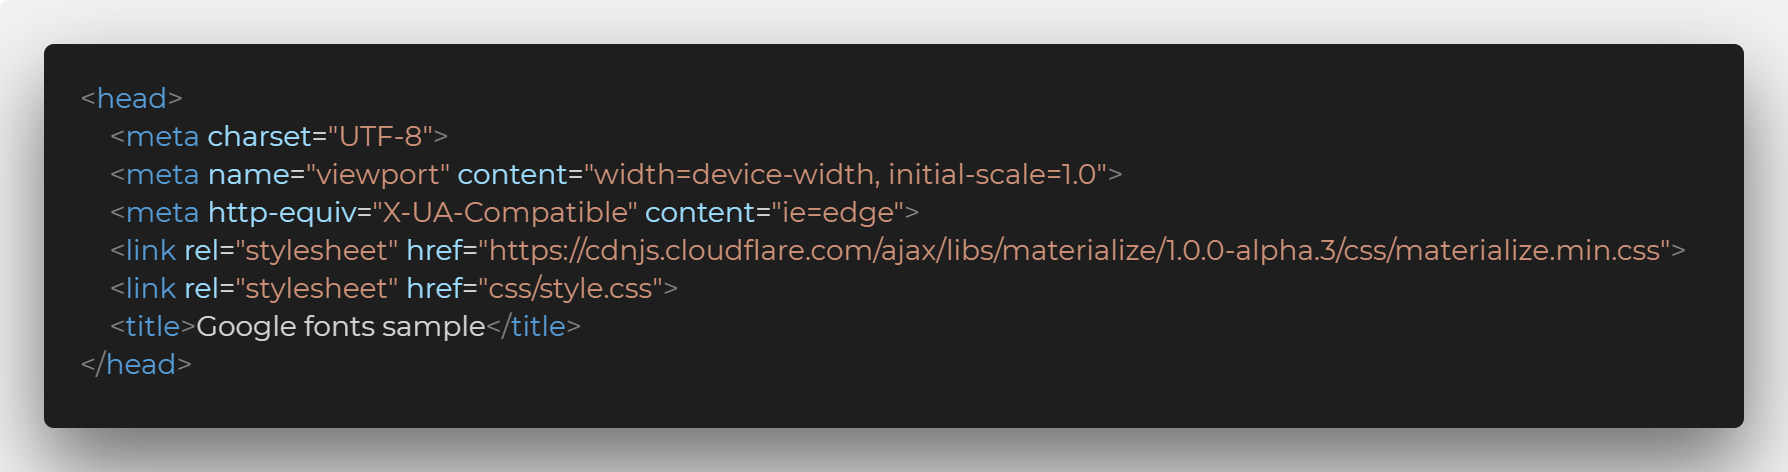 <head>
    <meta charset="UTF-8">
    <meta name="viewport" content="width=device-width, initial-scale=1.0">
    <meta http-equiv="X-UA-Compatible" content="ie=edge">
    <link rel="stylesheet" href="https://cdnjs.cloudflare.com/ajax/libs/materialize/1.0.0-alpha.3/css/materialize.min.css">
    <link rel="stylesheet" href="css/style.css">
    <title>Google fonts sample</title>
</head>